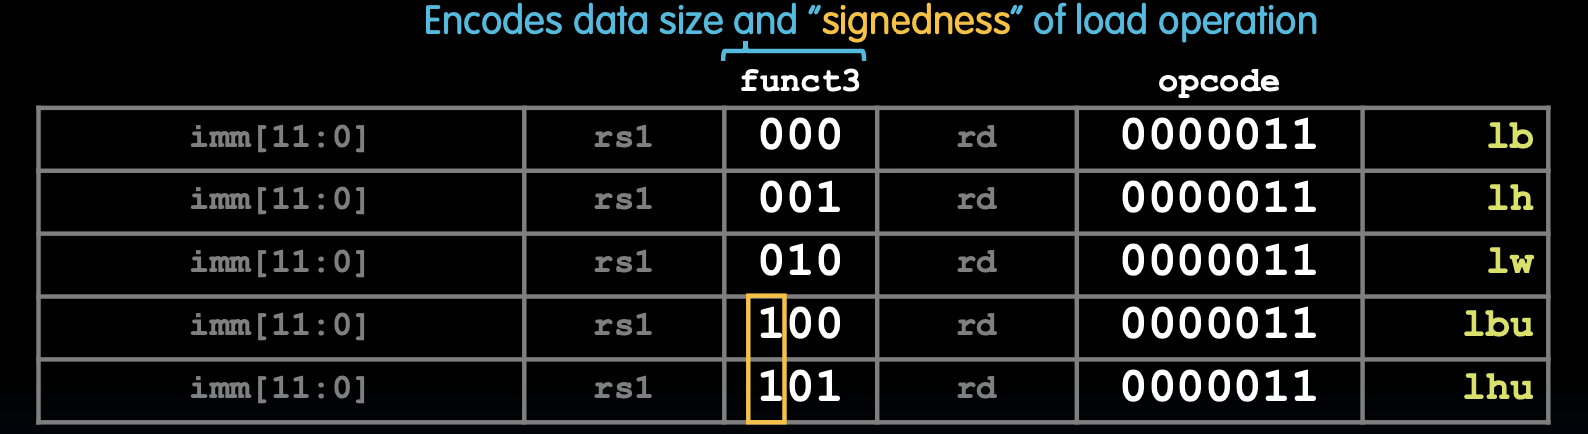 Encodes data size and "signedness" of load operation
funct3 opcode
imm[11:0] rs1 000 rd 0000011 lb
imm[11:0] rs1 001 rd 0000011 lh
imm[11:0] rs1 010 rd 0000011 lw
imm[11:0] rs1 100 rd 0000011 lbu
imm[11:0] rs1 101 rd 0000011 lhu